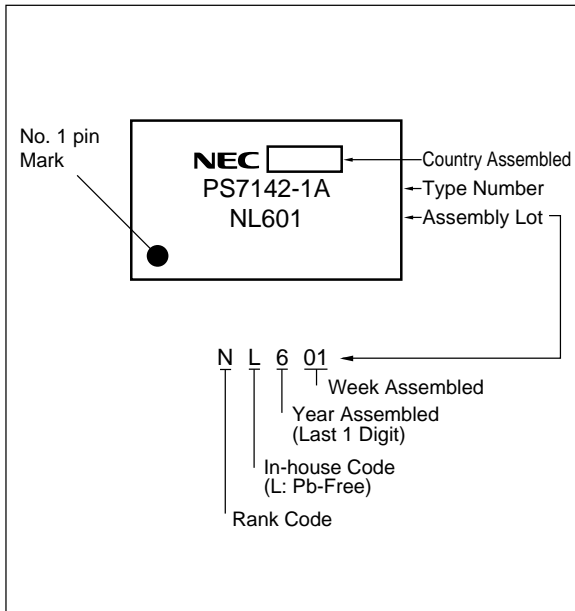 No. 1 pin
Mark
NEC
Country Assembled
PS7142-1A
Type Number
NL601
Assembly Lot
N L 6 01
Week Assembled
Year Assembled
(Last 1 Digit)
In-house Code
(L: Pb-Free)
Rank Code